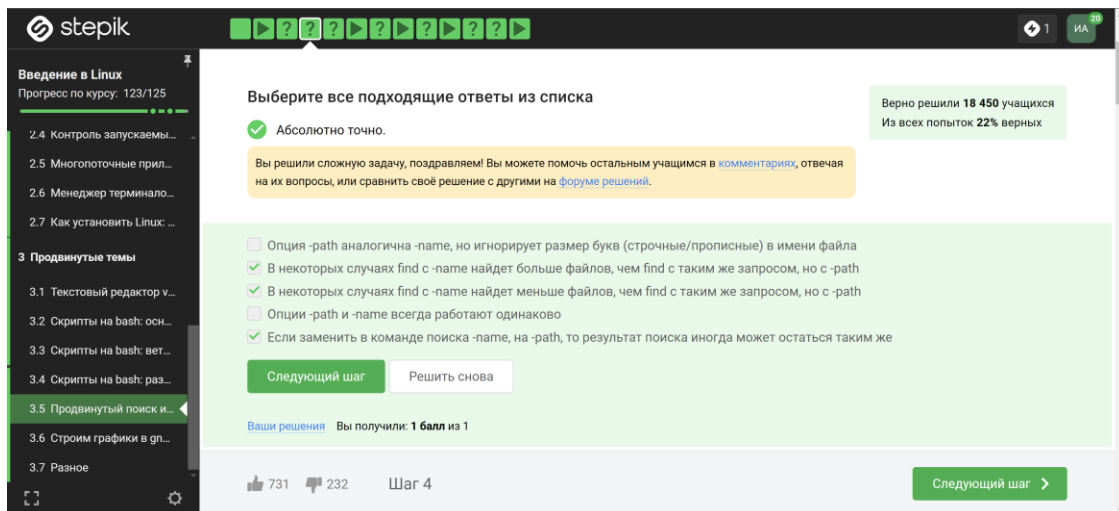 stepik
? ? ? ? ? ? ?
1
ИА
20
Введение в Linux
Прогресс по курсу: 123/125
2.4 Контроль запускаемы...
2.5 Многопоточные прил...
2.6 Менеджер терминало...
2.7 Как установить Linux: ...
3 Продвинутые темы
3.1 Текстовый редактор v...
3.2 Скрипты на bash: осн...
3.3 Скрипты на bash: вет...
3.4 Скрипты на bash: раз...
3.5 Продвинутый поиск и...
3.6 Строим графики в gn...
3.7 Разное
Выберите все подходящие ответы из списка
Абсолютно точно.
Верно решили 18 450 учащихся
Из всех попыток 22% верных
Вы решили сложную задачу, поздравляем! Вы можете помочь остальным учащимся в комментариях, отвечая
на их вопросы, или сравнить своё решение с другими на форуме решений.
Опция -path аналогична -name, но игнорирует размер букв (строчные/прописные) в имени файла
В некоторых случаях find с -name найдет больше файлов, чем find с таким же запросом, но с -path
В некоторых случаях find с -name найдет меньше файлов, чем find с таким же запросом, но с -path
Опции -path и -name всегда работают одинаково
Если заменить в команде поиска -name, на -path, то результат поиска иногда может остаться таким же
Следующий шаг
Решить снова
Ваши решения Вы получили: 1 балл из 1
731 232 Шаг 4
Следующий шаг